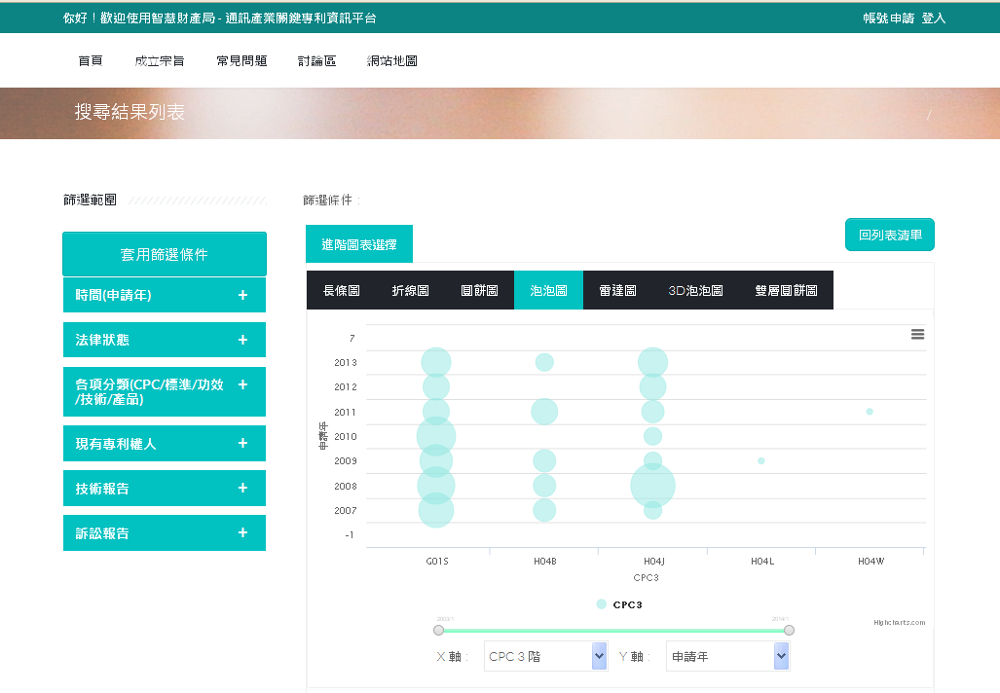 你好！歡迎使用智慧財產局 - 通訊產業關鍵專利資訊平台
帳號申請 登入
首頁 成立宗旨 常見問題 討論區 網站地圖
搜尋結果列表
/
篩選範圍
篩選條件 :
套用篩選條件
進階圖表選擇
回列表清單
時間(申請年) +
法律狀態 +
各項分類(CPC/標準/功效 +
/技術/產品)
現有專利權人 +
技術報告 +
訴訟報告 +
長條圖 折線圖 圓餅圖 泡泡圖 雷達圖 3D泡泡圖 雙層圓餅圖
7
2013
2012
2011
2010
2009
2008
2007
-1
申請年
G01S H04B H04J H04L H04W
CPC3
CPC3
Highcharts.com
X 軸 : CPC 3 階 Y 軸 : 申請年